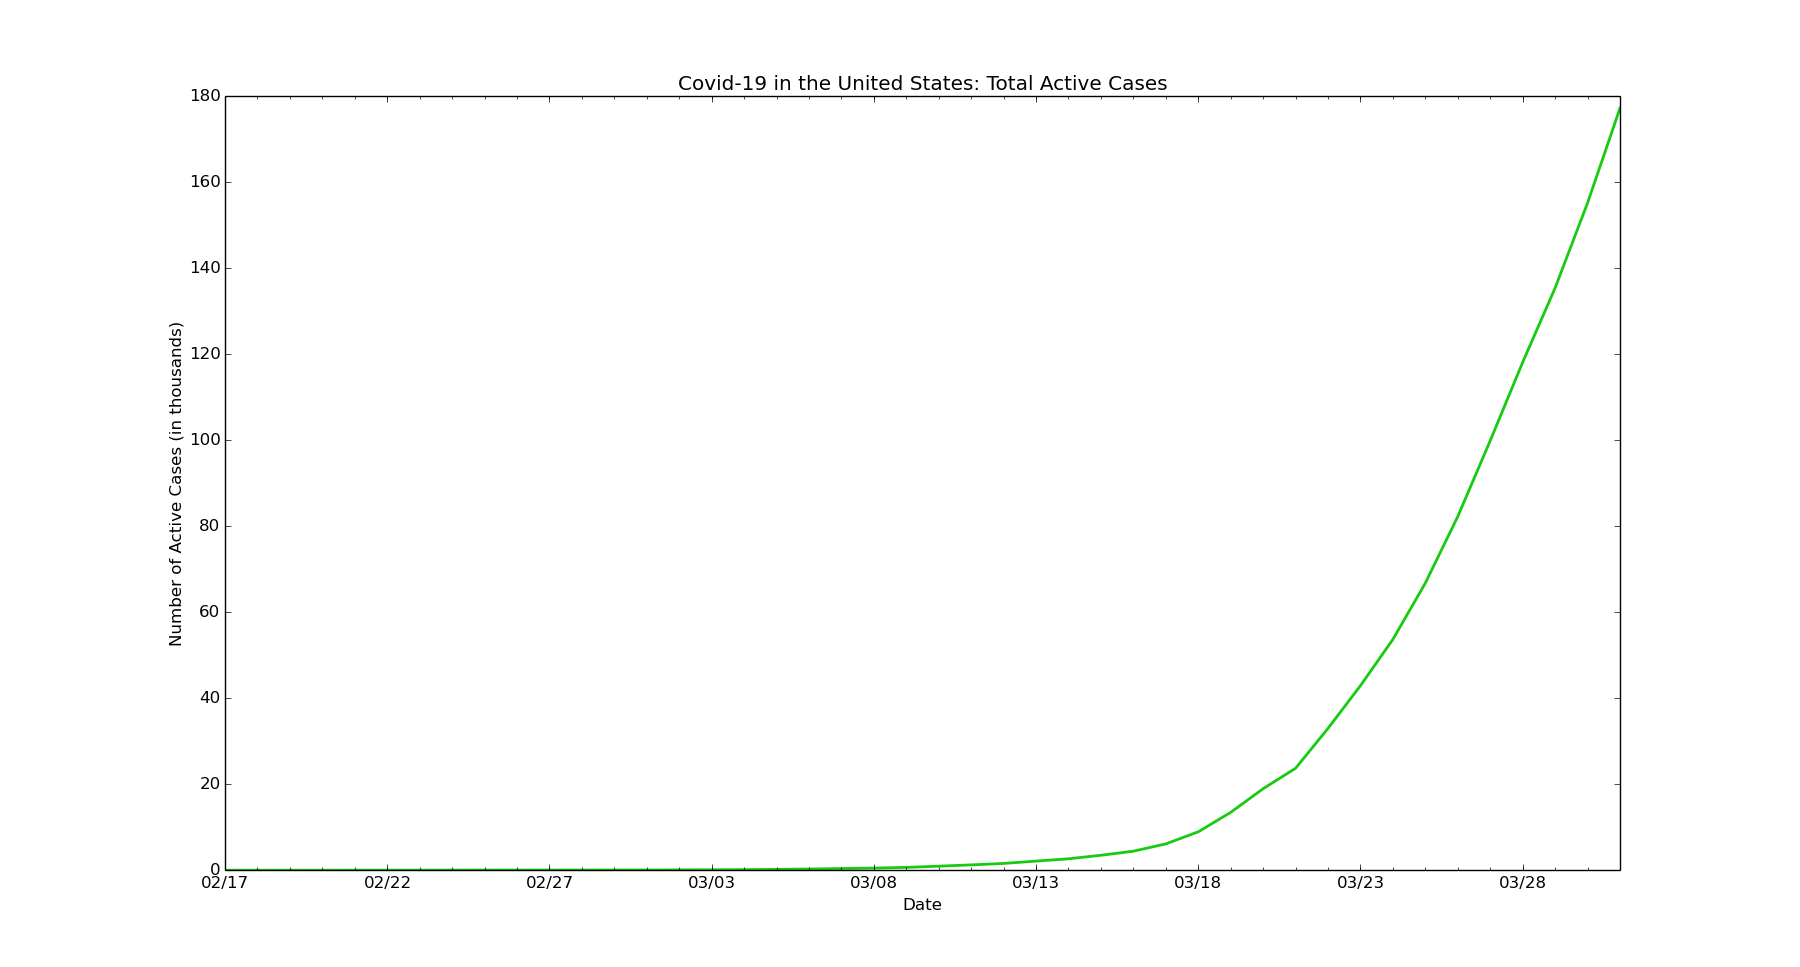 Covid-19 in the United States: Total Active Cases
180
160
140
120
100
80
60
40
20
0
Number of Active Cases (in thousands)
02/17 02/22 02/27 03/03 03/08 03/13 03/18 03/23 03/28
Date